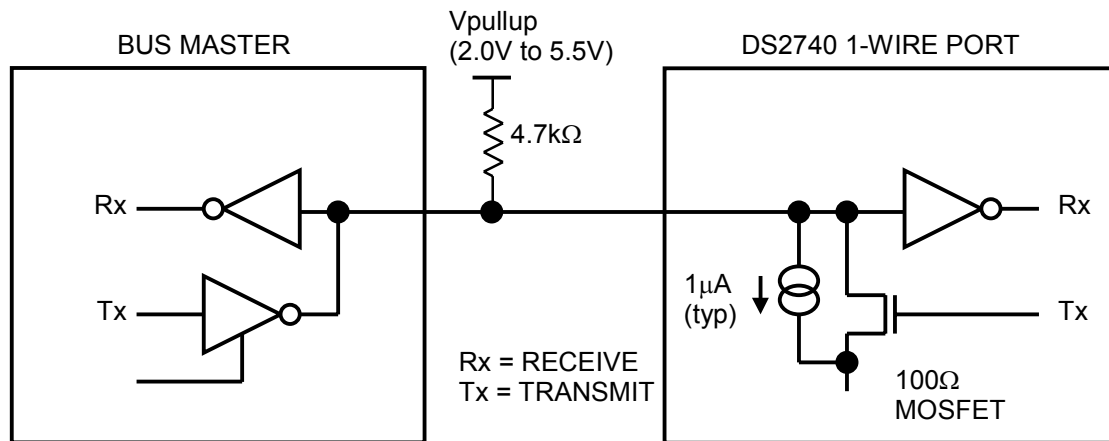 Vpullup
(2.0V to 5.5V)
BUS MASTER
DS2740 1-WIRE PORT
4.7kΩ
Rx
Rx
Tx
1μA
(typ)
Tx
Rx = RECEIVE
Tx = TRANSMIT
100Ω
MOSFET